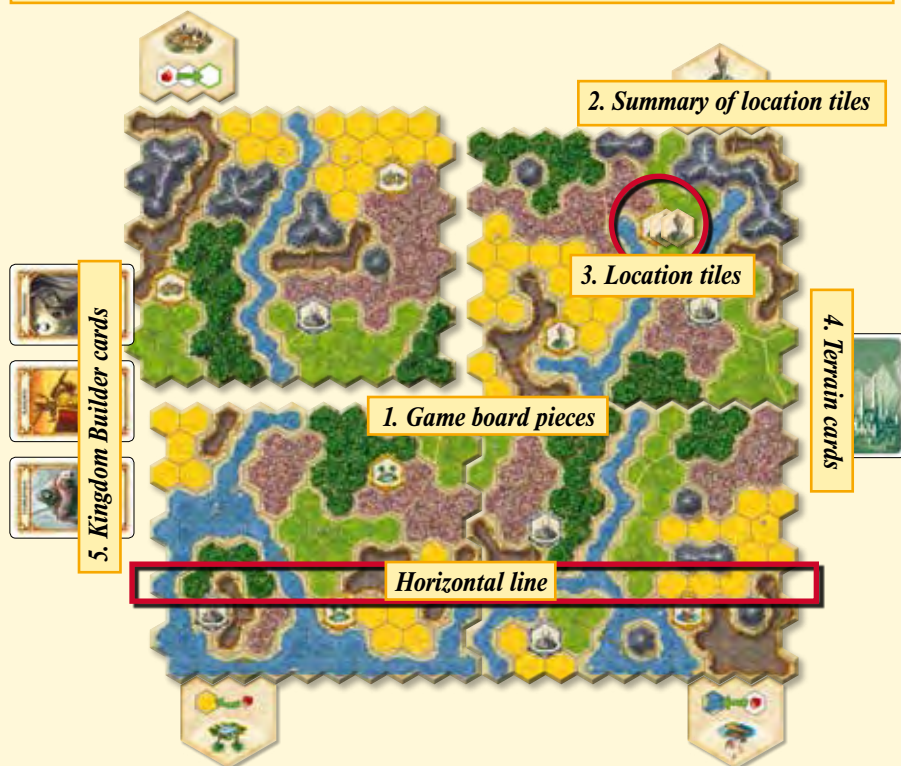 2. Summary of location tiles
3. Location tiles
4. Terrain cards
5. Kingdom Builder cards
1. Game board pieces
Horizontal line